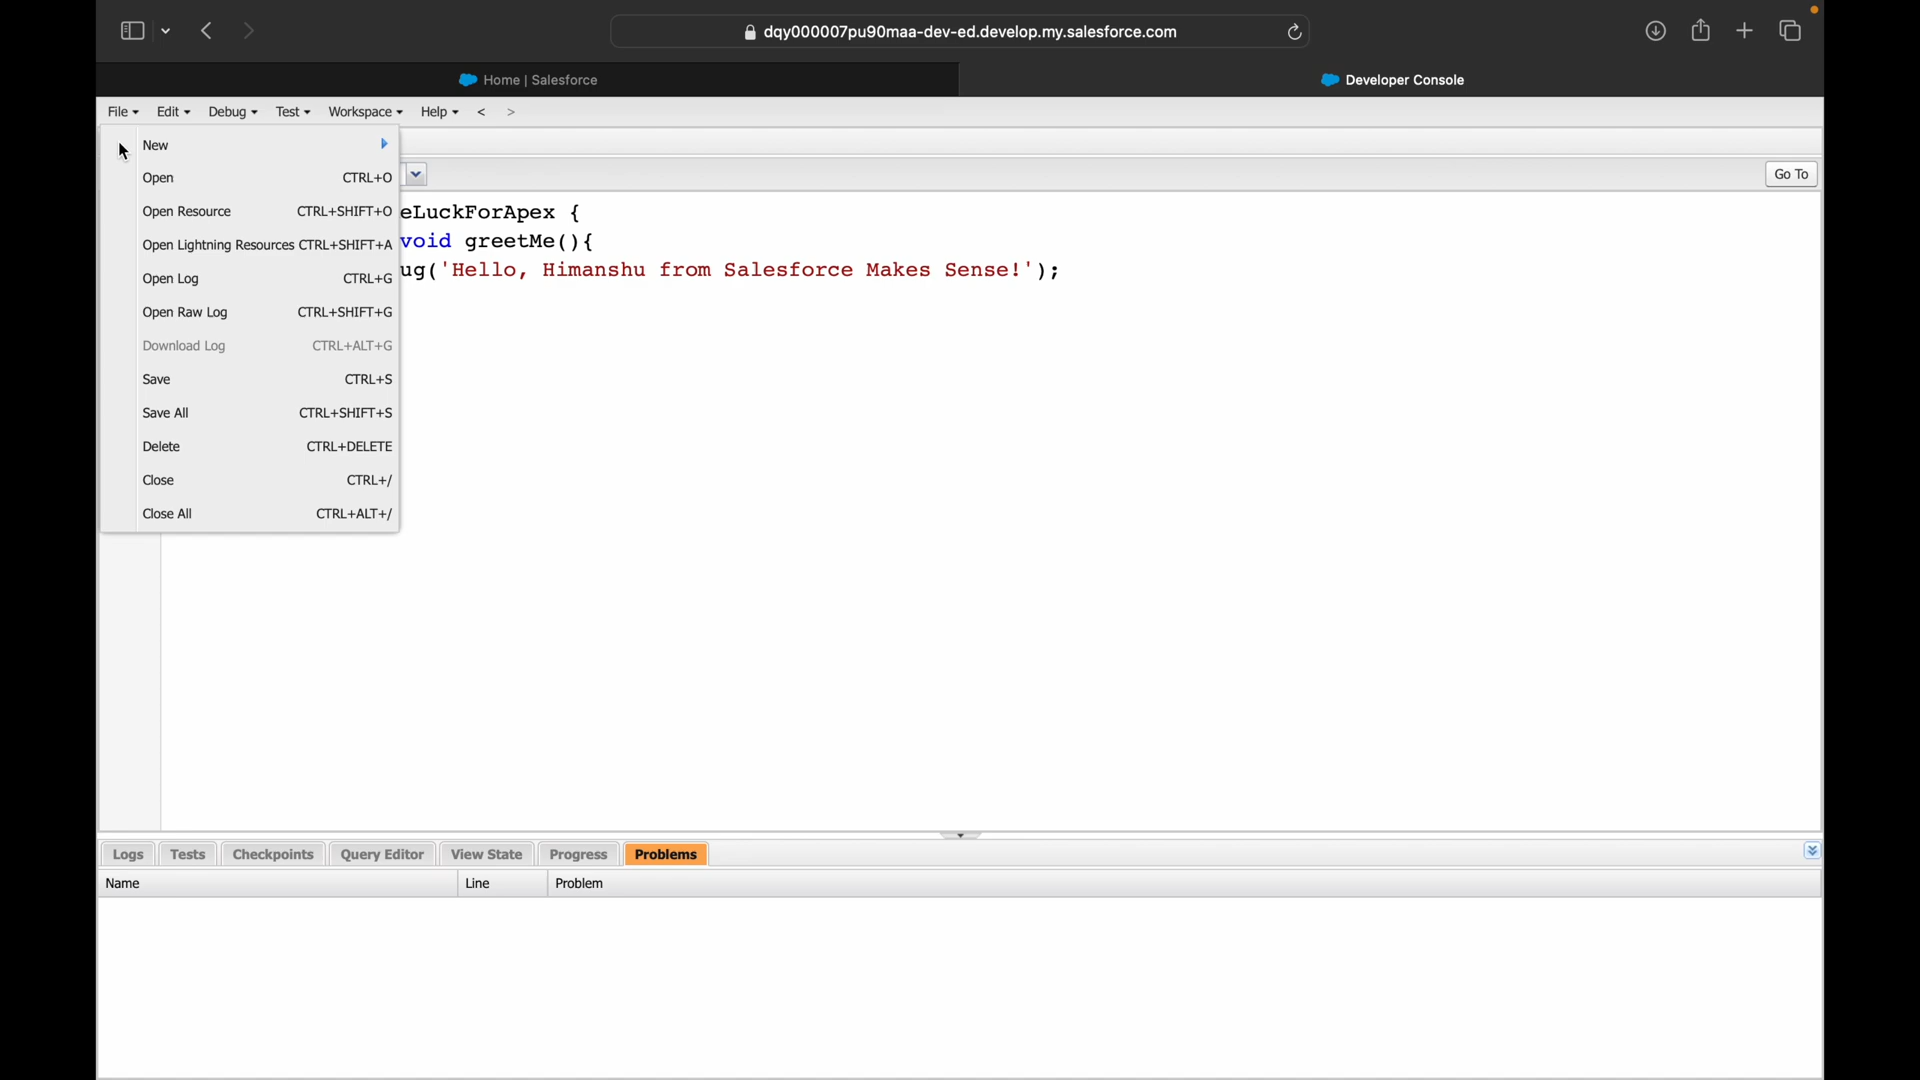 dqy000007pu90maa-dev-ed.develop.my.salesforce.com
Home | Salesforce
Developer Console
File Edit Debug Test Workspace Help < >
New
Go To
Open CTRL+O
Open Resource CTRL+SHIFT+O
eLuckForApex {
Open Lightning Resources CTRL+SHIFT+A
void greetMe(){
Open Log CTRL+G
ug('Hello, Himanshu from Salesforce Makes Sense!');
Open Raw Log CTRL+SHIFT+G
Download Log CTRL+ALT+G
Save CTRL+S
Save All CTRL+SHIFT+S
Delete CTRL+DELETE
Close CTRL+/
Close All CTRL+ALT+/
Logs Tests Checkpoints Query Editor View State Progress Problems
Name Line Problem